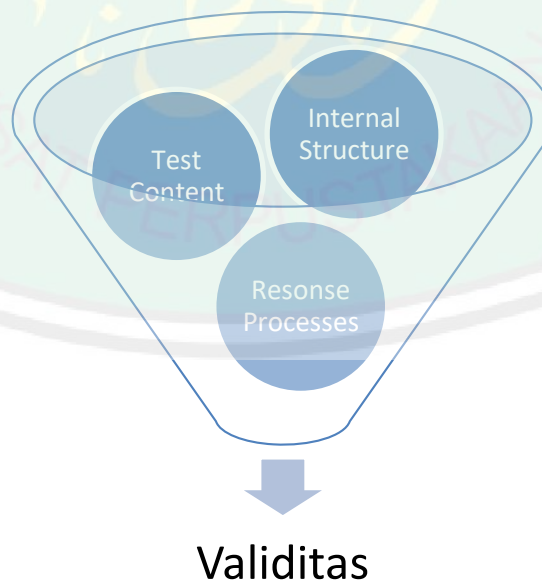 Internal
Structure
Test
Content
Resonse
Processes
Validitas